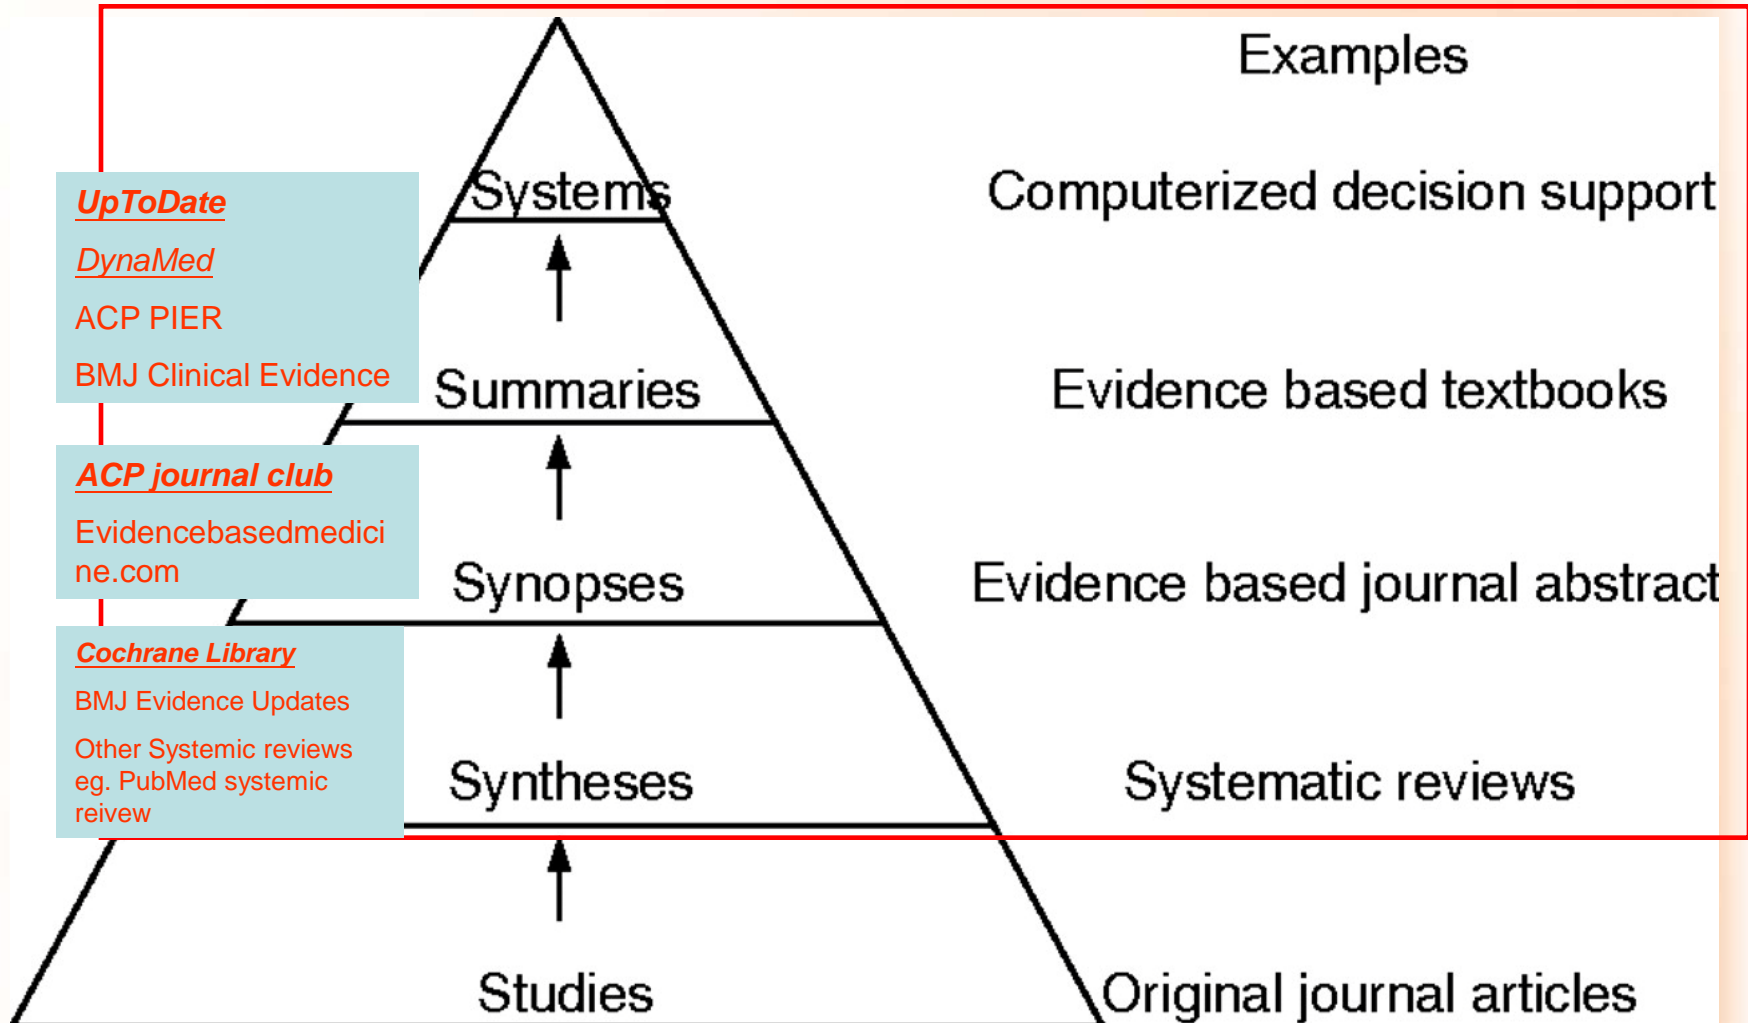 Examples
UpToDate
DynaMed
ACP PIER
BMJ Clinical Evidence
Systems
Computerized decision support
Summaries
Evidence based textbooks
ACP journal club
Evidencebasedmedici
ne.com
Synopses
Evidence based journal abstract
Cochrane Library
BMJ Evidence Updates
Other Systemic reviews
eg. PubMed systemic
reivew
Syntheses
Systematic reviews
Studies
Original journal articles